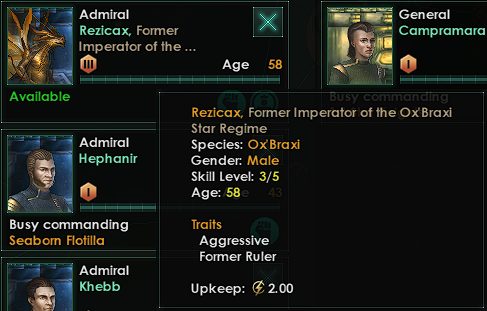 Admiral
Rezicax, Former
Imperator of the ...
III
Age 58
Available
General
Campramara
I
Busy commanding
Rezicax, Former Imperator of the Ox'Braxi
Star Regime
Species: Ox'Braxi
Gender: Male
Skill Level: 3/5
Age: 58
43
Traits
Aggressive
Former Ruler
Upkeep: 2.00
Admiral
Hephanir
I
Busy commanding
Seaborn Flotilla
Admiral
Khebb